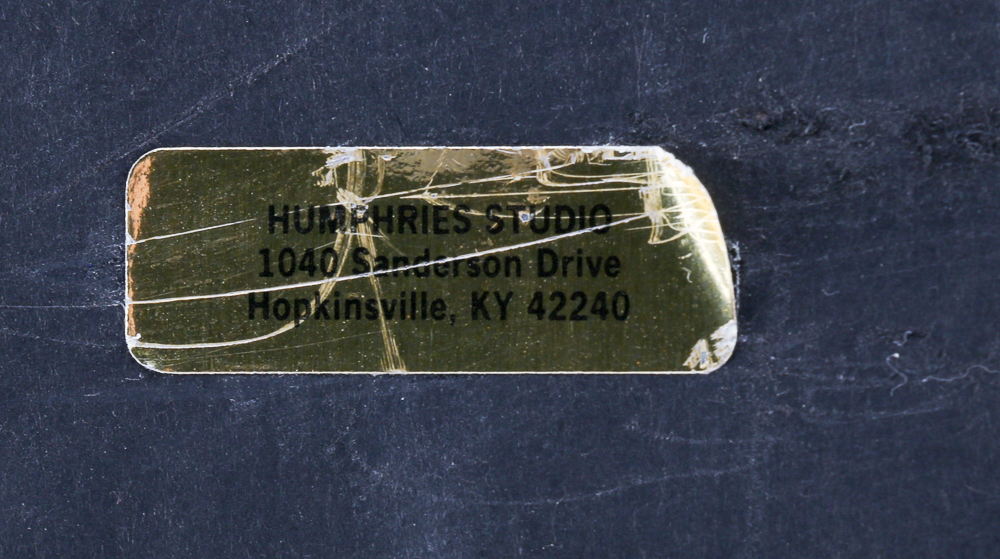 HUMPHRIES STUDIO
1040 Sanderson Drive
Hopkinsville, KY 42240